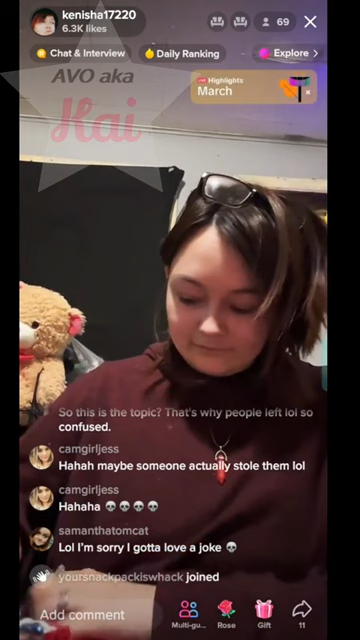 kenisha17220
6.3K likes
69
Chat & Interview
Daily Ranking
Explore >
AVO aka
Hai
LIVE Highlights
March
So this is the topic? That's why people left lol so
confused.
camgirljess
Hahah maybe someone actually stole them lol
camgirljess
Hahaha 💀 💀 💀 💀
samanthatomcat
Lol I'm sorry I gotta love a joke 💀
yoursnackpackiswhack joined
Add comment
Multi-gu...
Rose
Gift
11